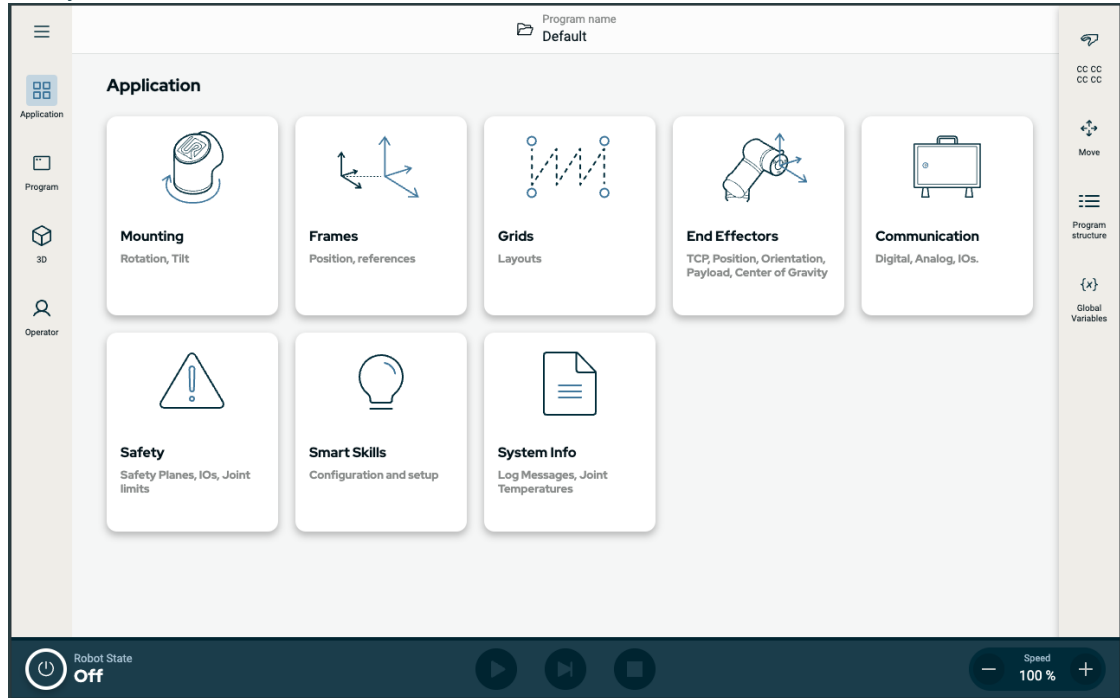 Program name
Default
Application
Program
3D
Operator
Application
Mounting
Rotation, Tilt
Frames
Position, references
Grids
Layouts
End Effectors
TCP, Position, Orientation,
Payload, Center of Gravity
Communication
Digital, Analog, IOs.
Safety
Safety Planes, IOs, Joint
limits
Smart Skills
Configuration and setup
System Info
Log Messages, Joint
Temperatures
CC CC
CC CC
Move
Program
structure
{x}
Global
Variables
Robot State
Off
Speed
100 %